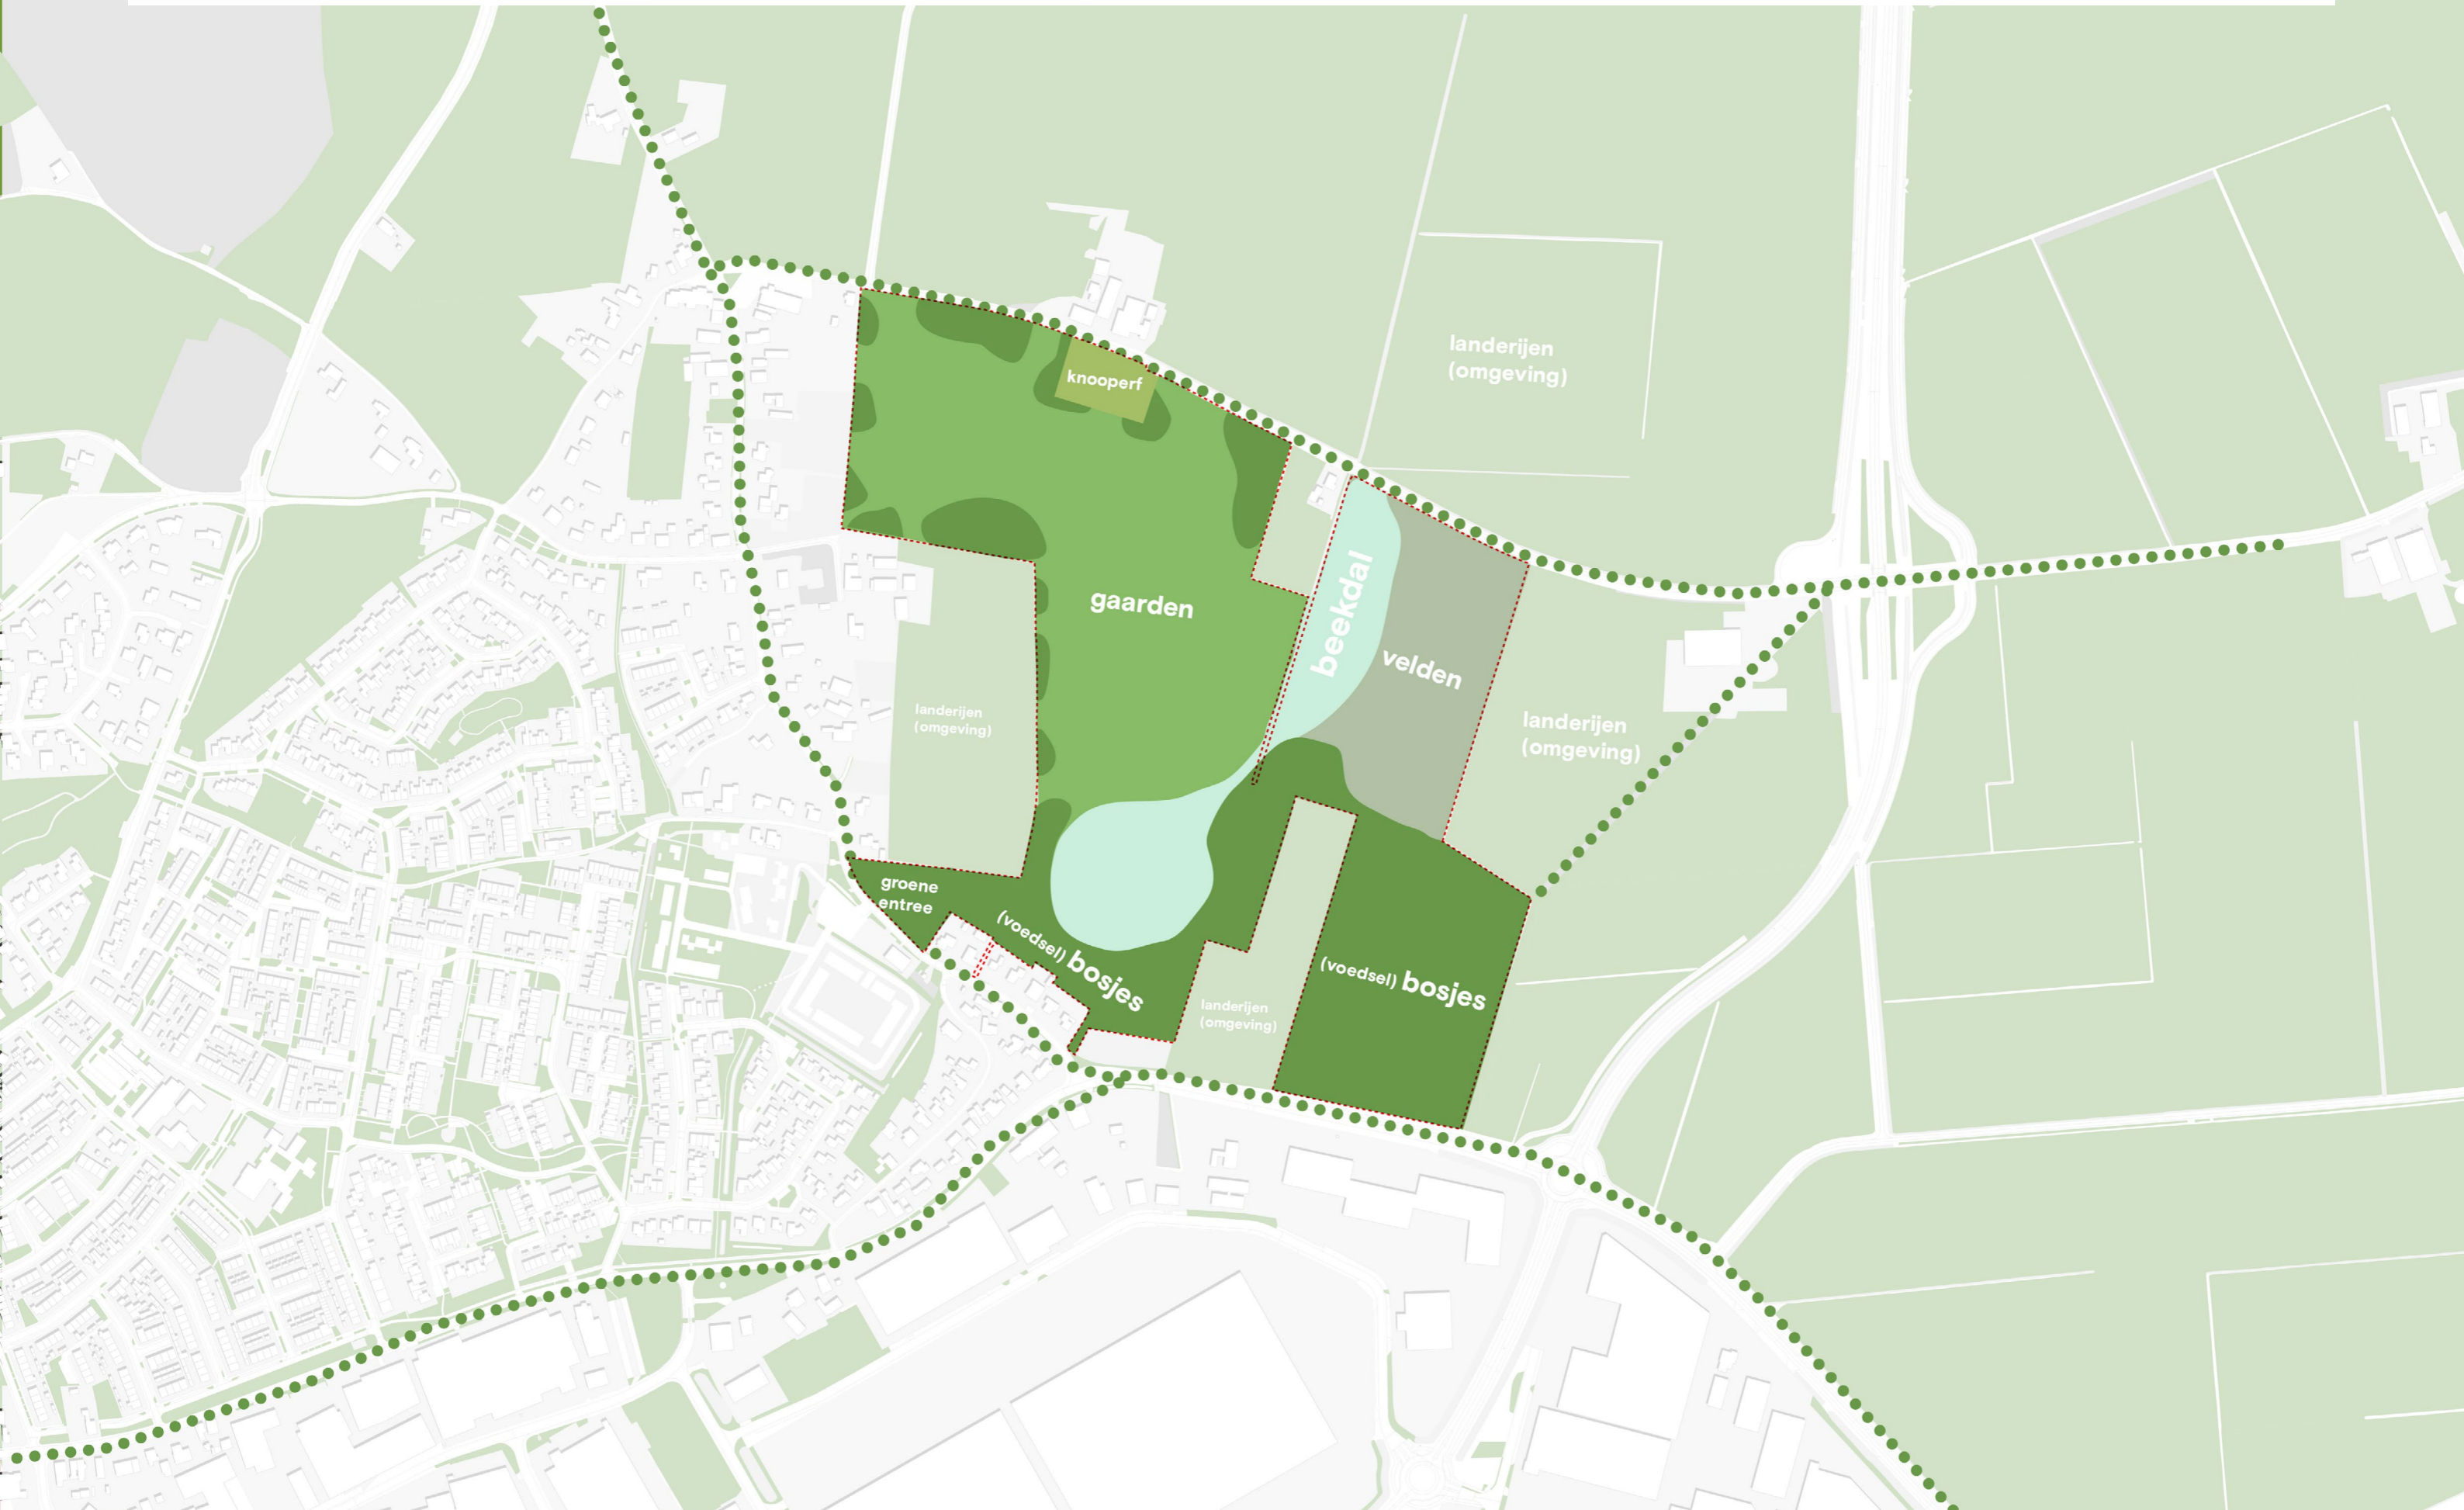 landerijen
(omgeving)
knooperf
gaarden
beekdal
velden
landerijen
(omgeving)
landerijen
(omgeving)
groene
entree
(voedsel) bosjes
(voedsel) bosjes
landerijen
(omgeving)